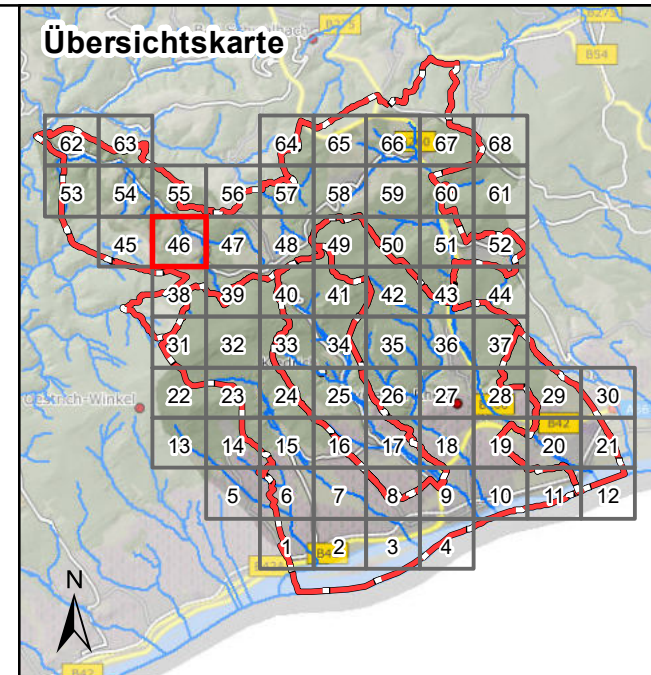 Übersichtskarte
B275
B54
62 63 64 65 66 67 68
53 54 55 56 57 58 59 60 61
45 46 47 48 49 50 51 52
38 39 40 41 42 43 44
31 32 33 34 35 36 37
Oestrich-Winkel
22 23 24 25 26 27 28 29 30
B42
13 14 15 16 17 18 19 20 21
5 6 7 8 9 10 11 12
1 2 3 4
N
B42